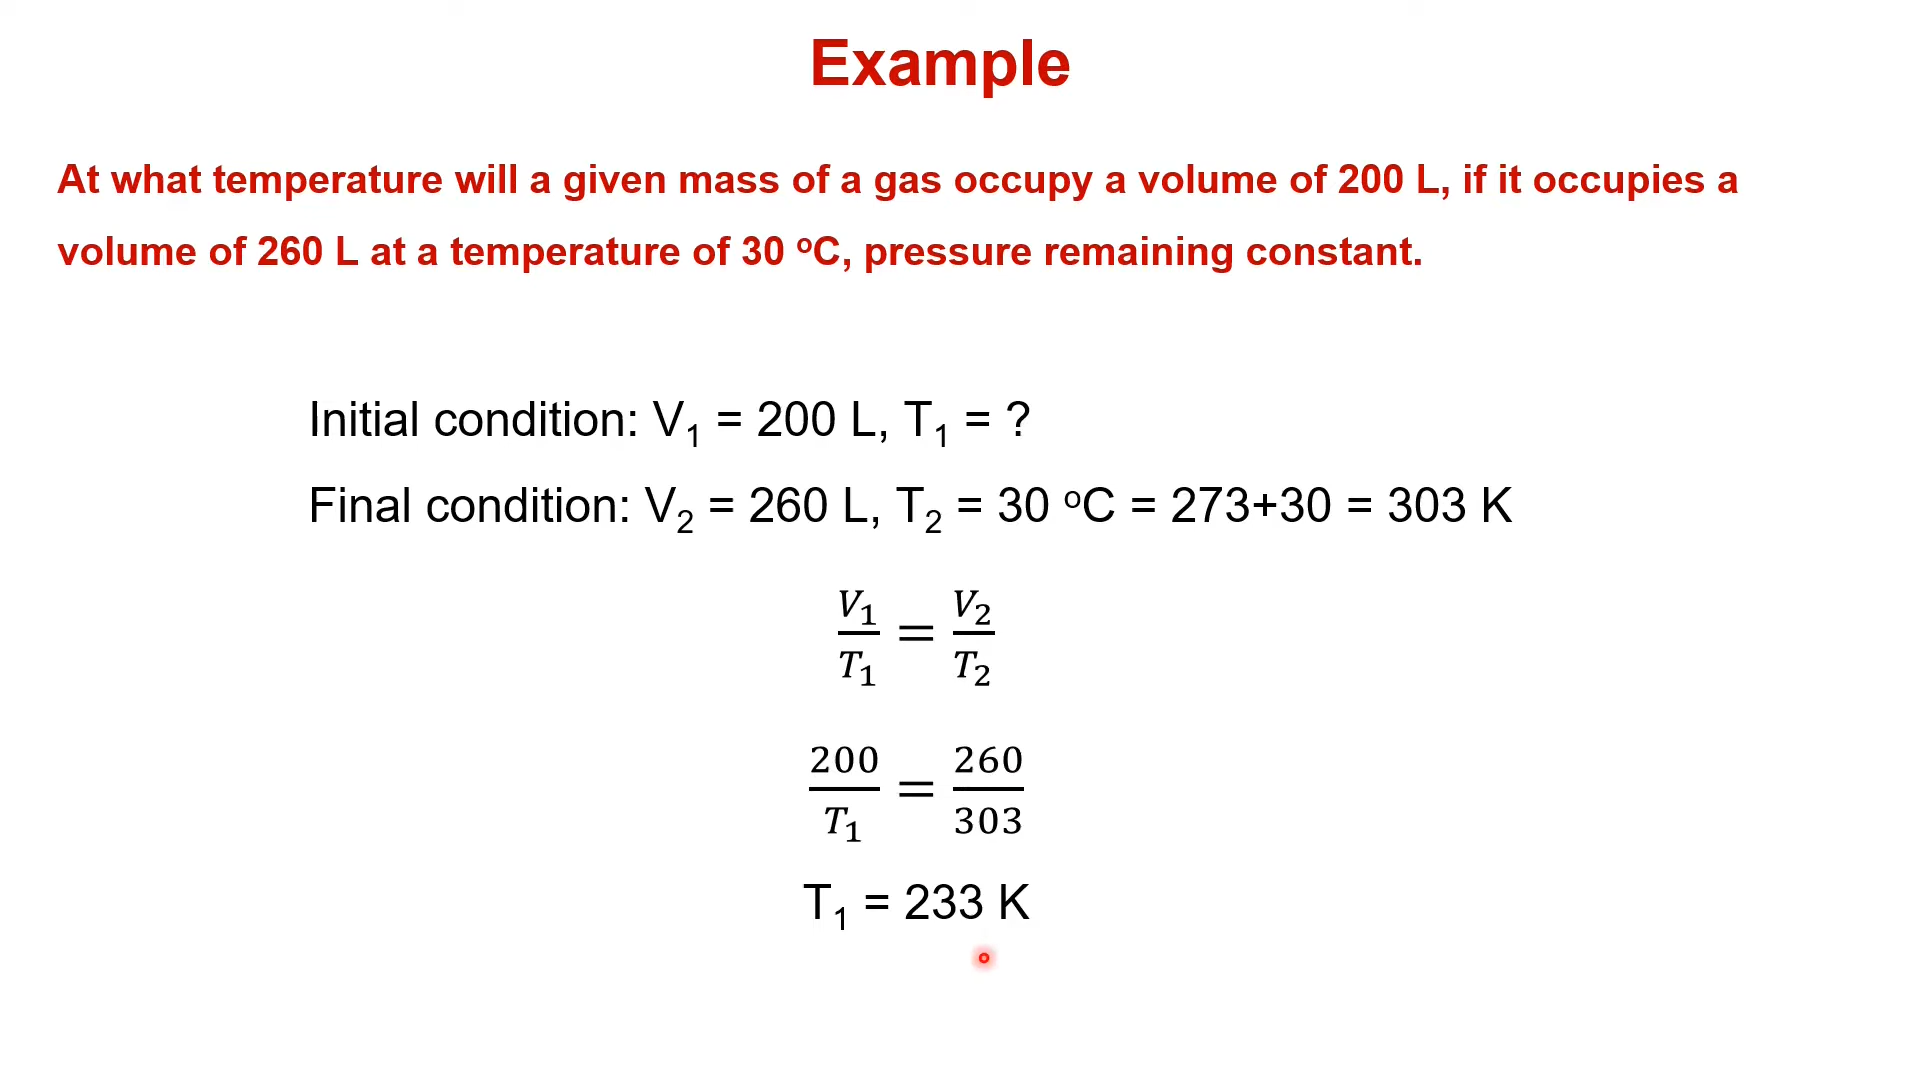 Example
At what temperature will a given mass of a gas occupy a volume of 200 L, if it occupies a
volume of 260 L at a temperature of 30 ºC, pressure remaining constant.
Initial condition: V₁ = 200 L, T₁ = ?
Final condition: V₂ = 260 L, T₂ = 30 ºC = 273+30 = 303 K
V₁/T₁ = V₂/T₂
200/T₁ = 260/303
T₁ = 233 K